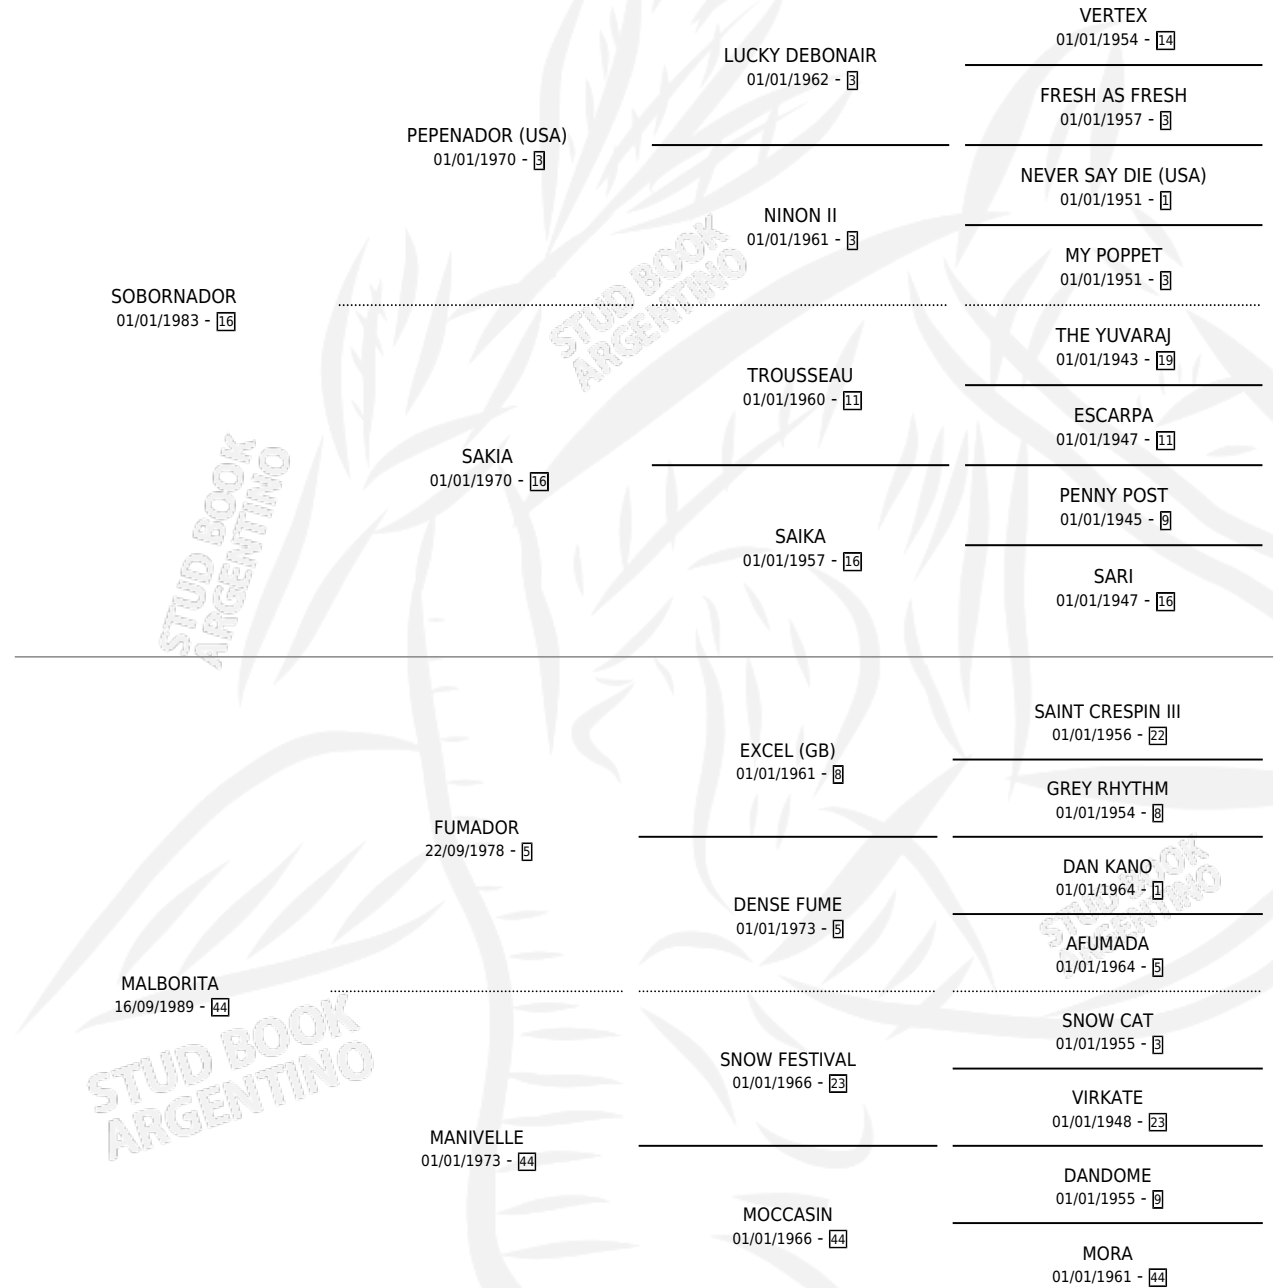 VERTEX
01/01/1954 - 14
LUCKY DEBONAIR
01/01/1962 - 3
FRESH AS FRESH
01/01/1957 - 3
PEPENADOR (USA)
01/01/1970 - 3
NEVER SAY DIE (USA)
01/01/1951 - 1
NINON II
01/01/1961 - 3
MY POPPET
01/01/1951 - 3
SOBORNADOR
01/01/1983 - 16
THE YUVARAJ
01/01/1943 - 19
TROUSSEAU
01/01/1960 - 11
ESCARPA
01/01/1947 - 11
SAKIA
01/01/1970 - 16
PENNY POST
01/01/1945 - 9
SAIKA
01/01/1957 - 16
SARI
01/01/1947 - 16
STUD BOOK
ARGENTINO
STUD BOOK
ARGENTINO
SAINT CRESPIN III
01/01/1956 - 22
EXCEL (GB)
01/01/1961 - 8
GREY RHYTHM
01/01/1954 - 8
FUMADOR
22/09/1978 - 5
DAN KANO
01/01/1964 - 1
DENSE FUME
01/01/1973 - 5
AFUMADA
01/01/1964 - 5
MALBORITA
16/09/1989 - 44
SNOW CAT
01/01/1955 - 3
SNOW FESTIVAL
01/01/1966 - 23
VIRKATE
01/01/1948 - 23
MANIVELLE
01/01/1973 - 44
DANDOME
01/01/1955 - 9
MOCCASIN
01/01/1966 - 44
MORA
01/01/1961 - 44
STUD BOOK
ARGENTINO
STUD BOOK
ARGENTINO